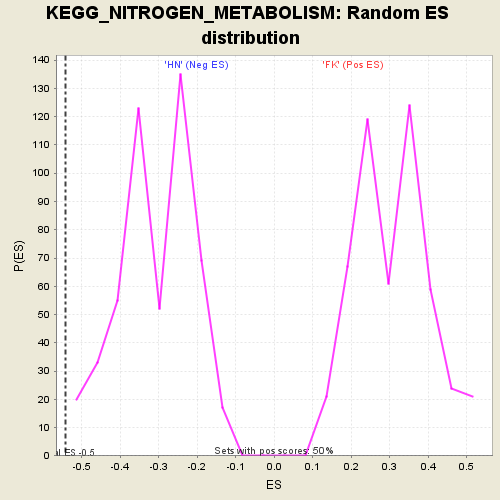 KEGG_NITROGEN_METABOLISM: Random ES
distribution
'HN' (Neg ES)
'FK' (Pos ES)
140
130
120
110
100
90
80
70
60
50
40
30
20
10
0
P(ES)
ES -0.5
Sets with pos scores: 50%
-0.5 -0.4 -0.3 -0.2 -0.1 0.0 0.1 0.2 0.3 0.4 0.5
ES